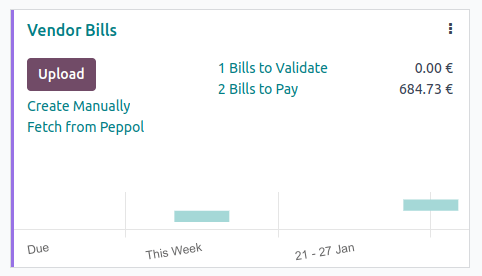 Vendor Bills
Upload
1 Bills to Validate 0.00 €
2 Bills to Pay 684.73 €
Create Manually
Fetch from Peppol
Due
This Week
21 - 27 Jan